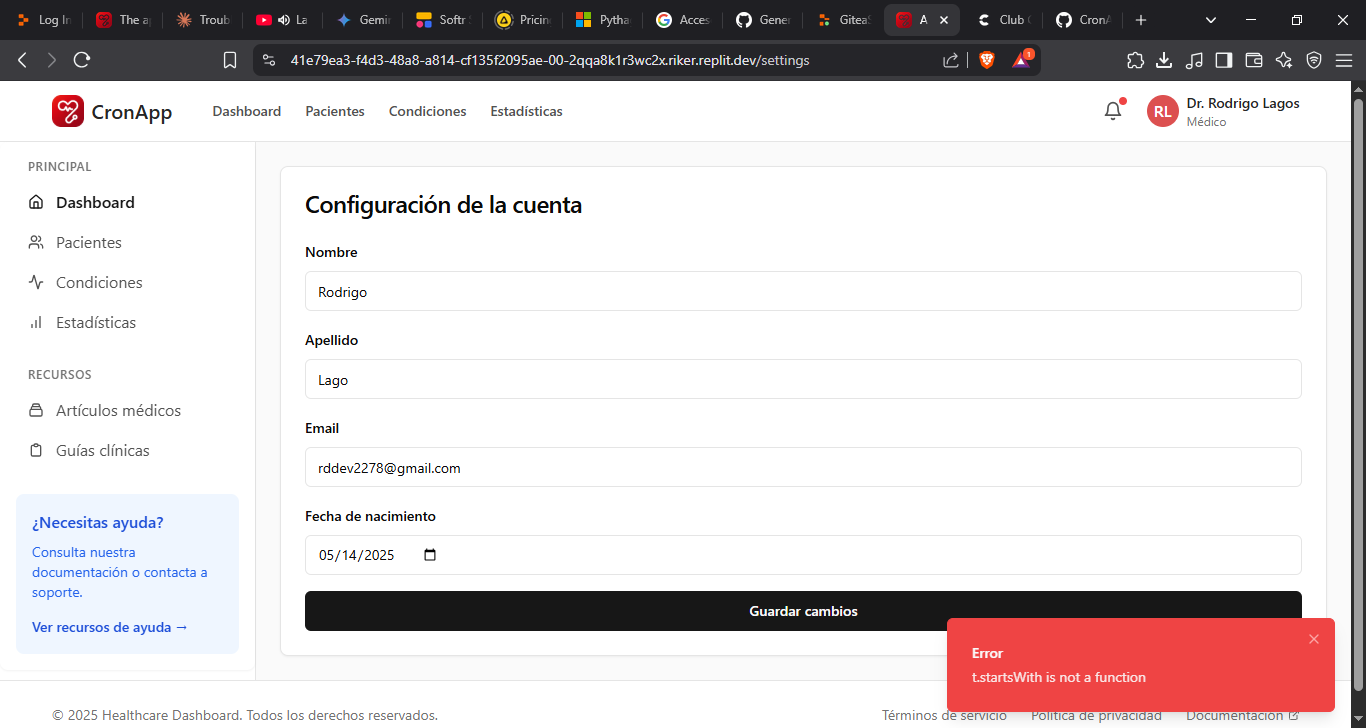 Log In
The ap
Troub
La
Gemin
Softr
Pricin
Pytha
Acces
Gener
GiteaS
A
Club
CronA
41e79ea3-f4d3-48a8-a814-cf135f2095ae-00-2qqa8k1r3wc2x.riker.replit.dev/settings
1
CronApp
Dashboard
Pacientes
Condiciones
Estadísticas
RL
Dr. Rodrigo Lagos
Médico
PRINCIPAL
Dashboard
Pacientes
Condiciones
Estadísticas
RECURSOS
Artículos médicos
Guías clínicas
¿Necesitas ayuda?
Consulta nuestra
documentación o contacta a
soporte.
Ver recursos de ayuda →
Configuración de la cuenta
Nombre
Rodrigo
Apellido
Lago
Email
rddev2278@gmail.com
Fecha de nacimiento
05/14/2025
Guardar cambios
Error
t.startsWith is not a function
© 2025 Healthcare Dashboard. Todos los derechos reservados.
Términos de servicio
Política de privacidad
Documentación